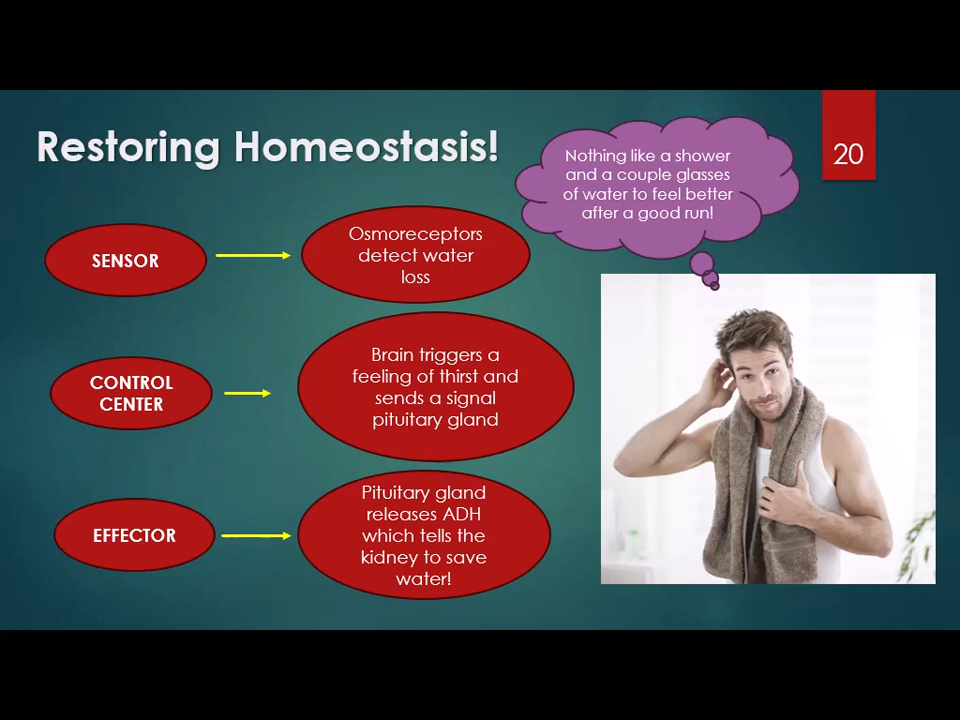 Restoring Homeostasis!
Nothing like a shower
and a couple glasses
of water to feel better
after a good run!
20
SENSOR
Osmoreceptors
detect water
loss
CONTROL
CENTER
Brain triggers a
feeling of thirst and
sends a signal
pituitary gland
EFFECTOR
Pituitary gland
releases ADH
which tells the
kidney to save
water!